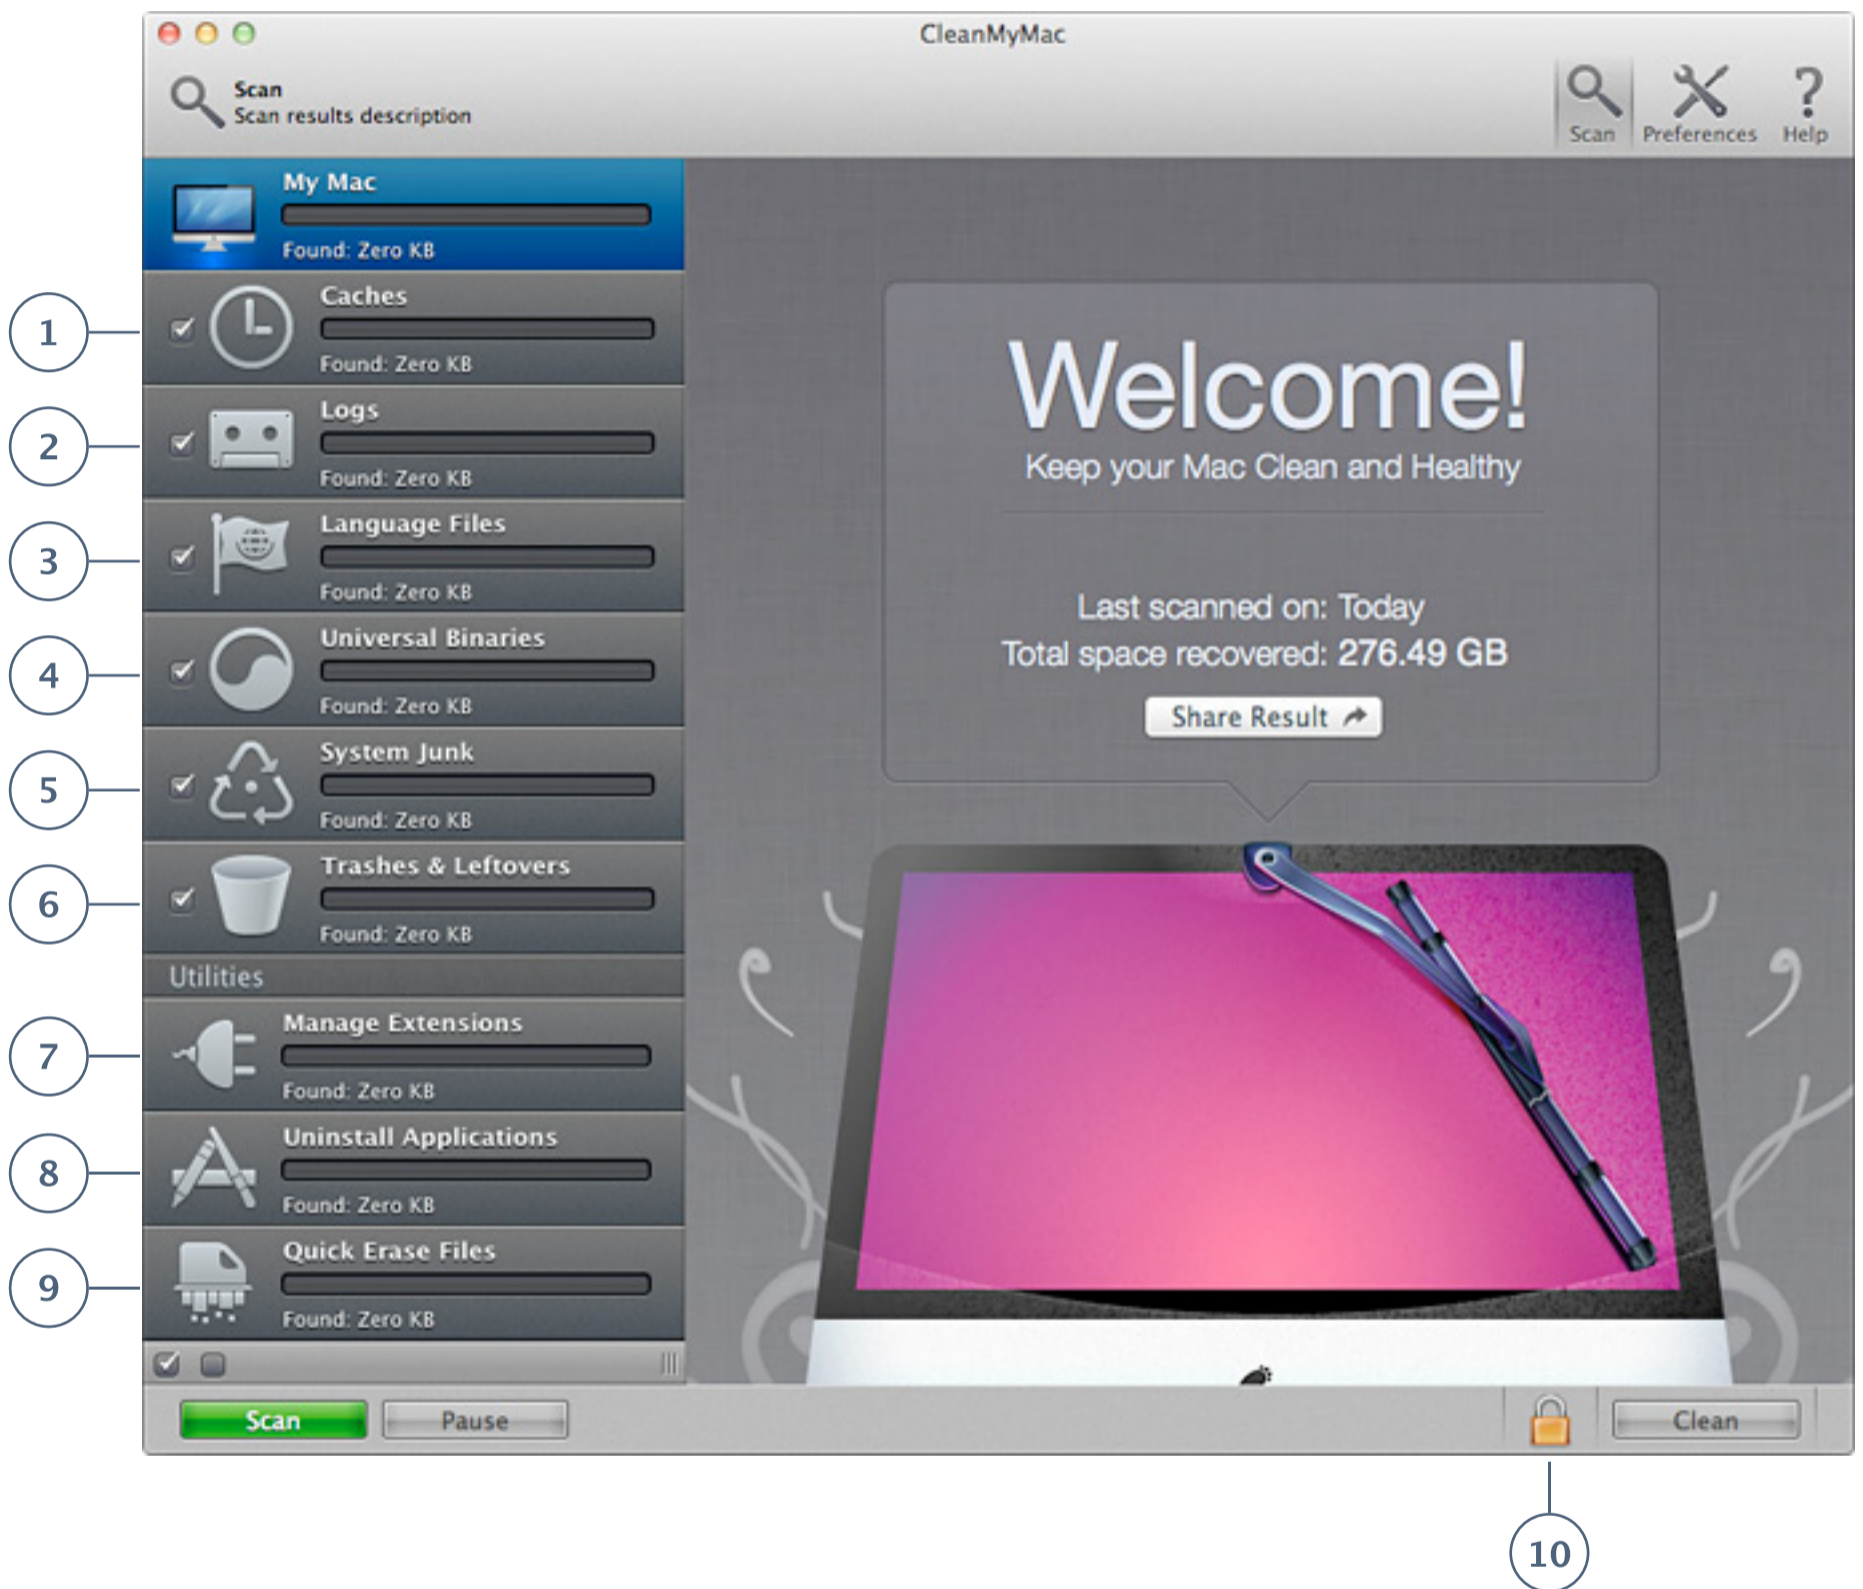 CleanMyMac
Scan
Scan results description
Scan
Preferences
Help
My Mac
Found: Zero KB
1
Caches
Found: Zero KB
2
Logs
Found: Zero KB
3
Language Files
Found: Zero KB
4
Universal Binaries
Found: Zero KB
5
System Junk
Found: Zero KB
6
Trashes & Leftovers
Found: Zero KB
Utilities
7
Manage Extensions
Found: Zero KB
8
Uninstall Applications
Found: Zero KB
9
Quick Erase Files
Found: Zero KB
Welcome!
Keep your Mac Clean and Healthy
Last scanned on: Today
Total space recovered: 276.49 GB
Share Result
Scan
Pause
Clean
10